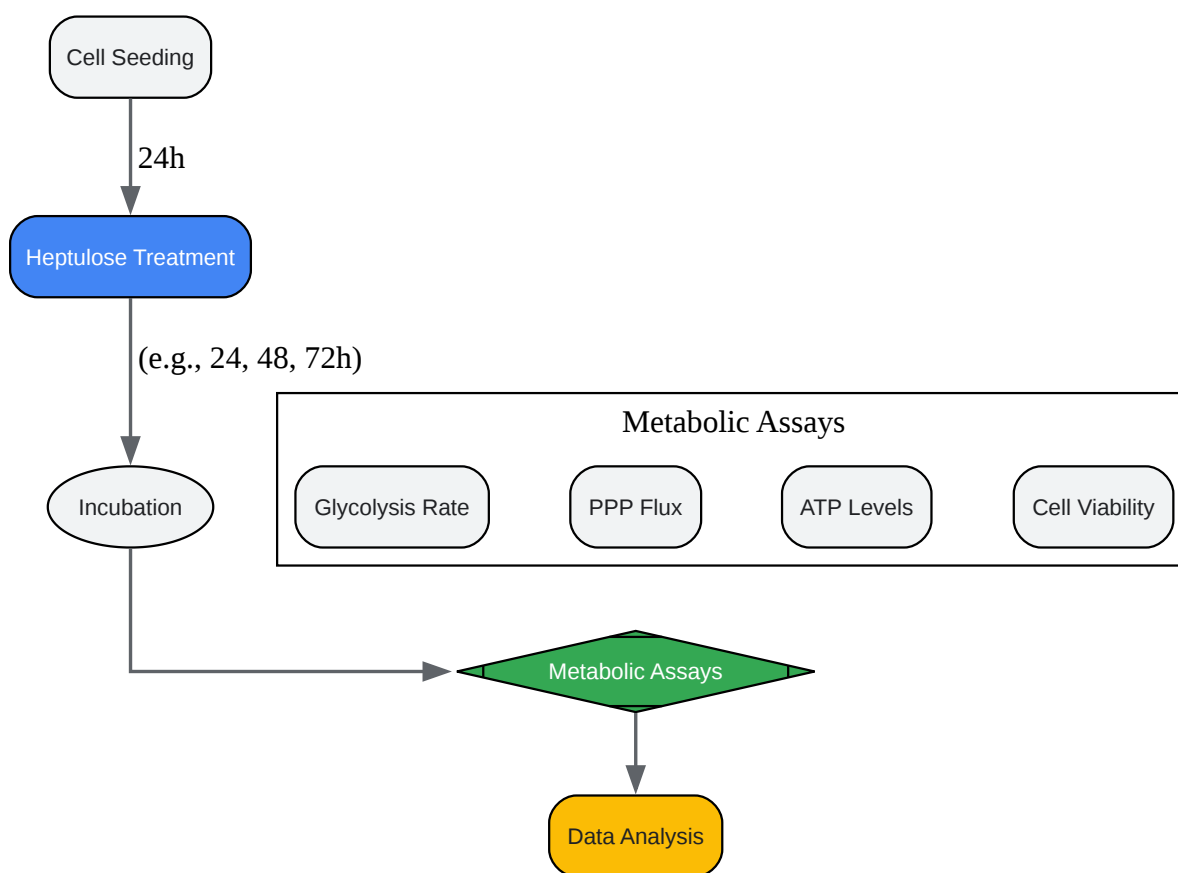 Cell Seeding
24h
Heptulose Treatment
(e.g., 24, 48, 72h)
Metabolic Assays
Incubation
Glycolysis Rate
PPP Flux
ATP Levels
Cell Viability
Metabolic Assays
Data Analysis